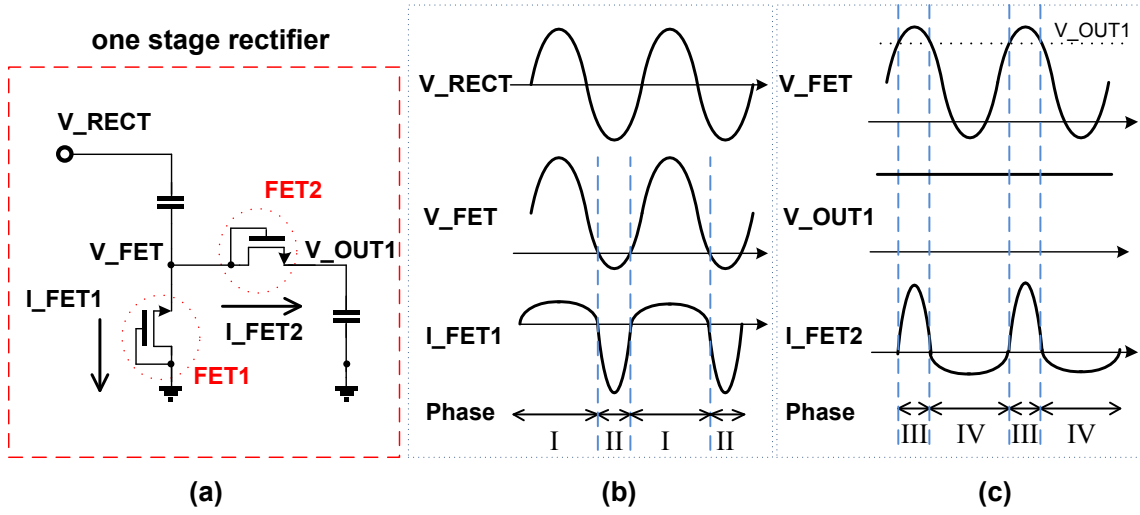 one stage rectifier
V_RECT
FET2
V_FET
V_OUT1
I_FET1
I_FET2
FET1
(a)
V_RECT
V_FET
I_FET1
Phase
I
II
I
II
(b)
V_OUT1
V_FET
V_OUT1
I_FET2
Phase
III
IV
III
IV
(c)